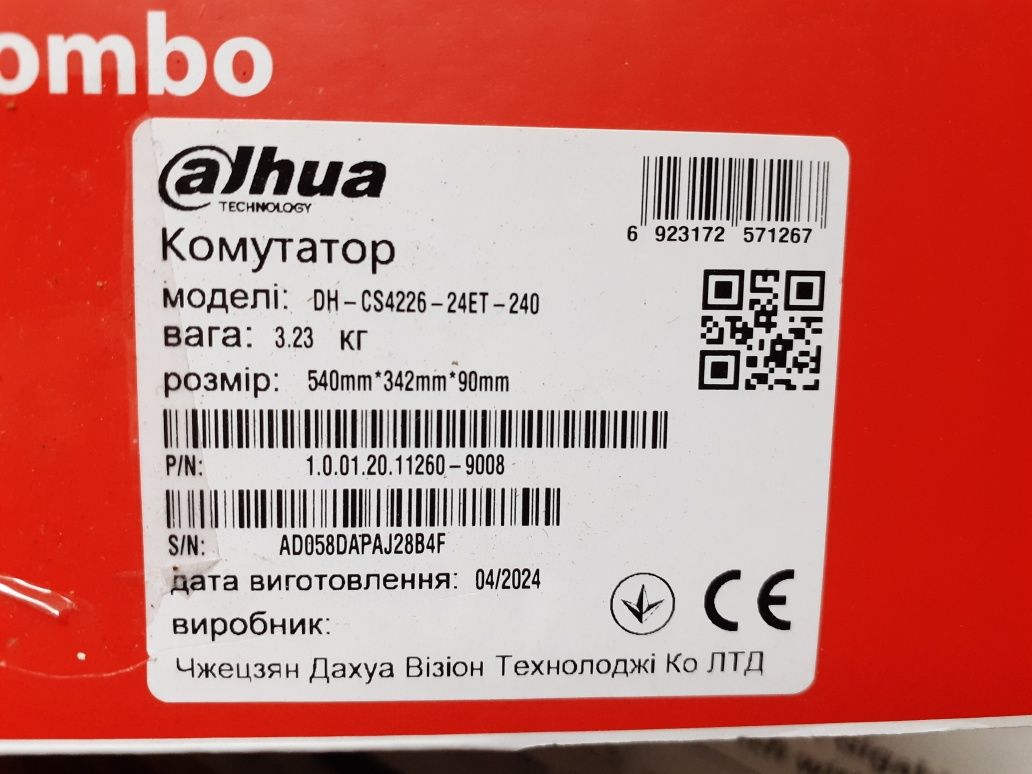 ombo
alhua
TECHNOLOGY
6 923172 571267
Комутатор
моделі: DH-CS4226-24ET-240
вага: 3.23 кг
розмір: 540mm*342mm*90mm
P/N: 1.0.01.20.11260-9008
S/N: AD058DAPAJ28B4F
дата виготовлення: 04/2024
CE
виробник:
Чжецзян Дахуа Візіон Технолоджі Ко ЛТД